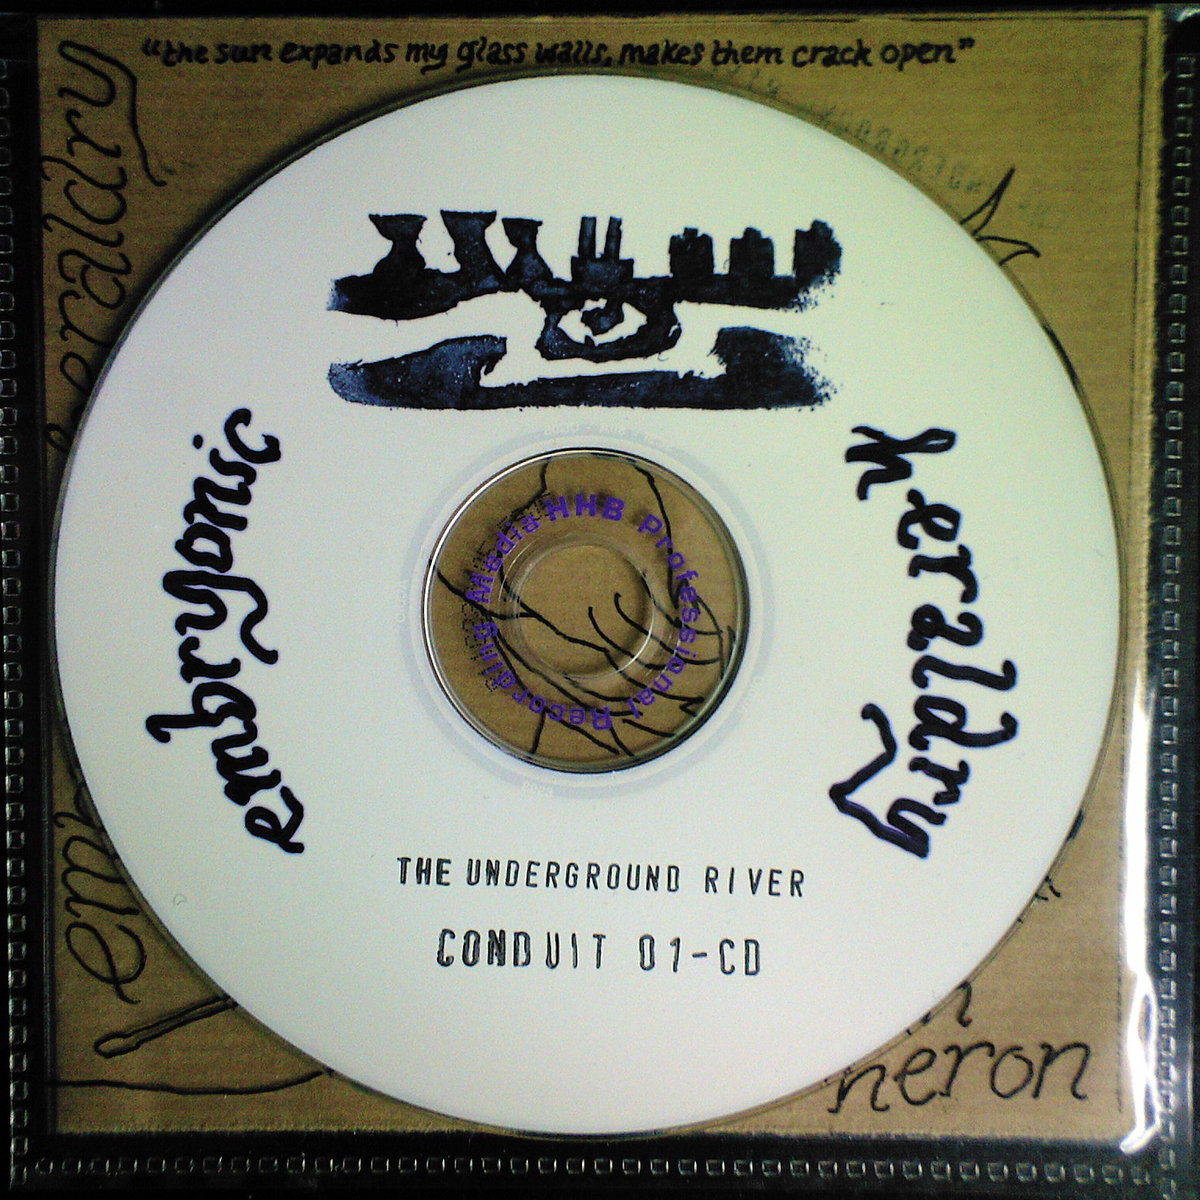 "the sun expands my glass walls, makes them crack open"
heraldry
embryonic
heraldry
HHB Professional Recording Media
THE UNDERGROUND RIVER
CONDUIT 01-CD
heron